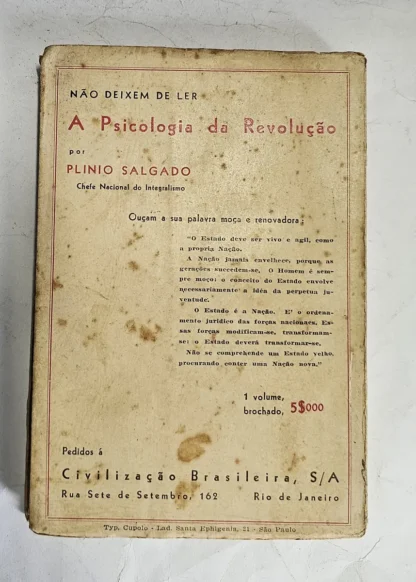 NÃO DEIXEM DE LER
A Psicologia da Revolução
por
PLINIO SALGADO
Chefe Nacional do Integralismo
Ouçam a sua palavra moça e renovadora:
"O Estado deve ser vivo e agil, como
a propria Nação.
A Nação jamais envelhece, porque as
gerações succedem-se. O Homem é sem-
pre moço; o conceito do Estado envolve
necessariamente a idéa da perpetua ju-
ventude.
O Estado é a Nação. E' o ordena-
mento juridico das forças nacionaes. Es-
sas forças modificam-se, transformam-
se: o Estado deverá transformar-se.
Não se comprehende um Estado velho,
procurando conter uma Nação nova."
1 volume,
brochado, 5$000
Pedidos á
Civilização Brasileira, S/A
Rua Sete de Setembro, 162 Rio de Janeiro
Typ. Cupolo - Lad. Santa Ephigenia, 21 - São Paulo